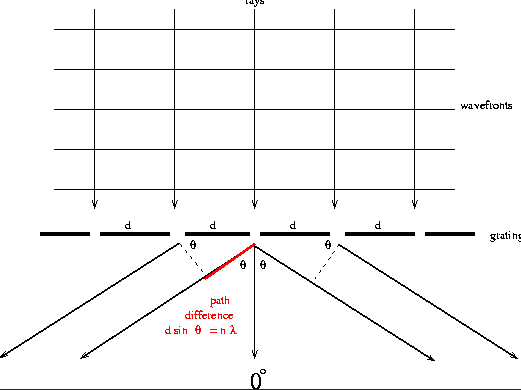 rays
wavefronts
d d d d
grating
θ θ
θ θ
path
difference
d sin θ = n λ
0°